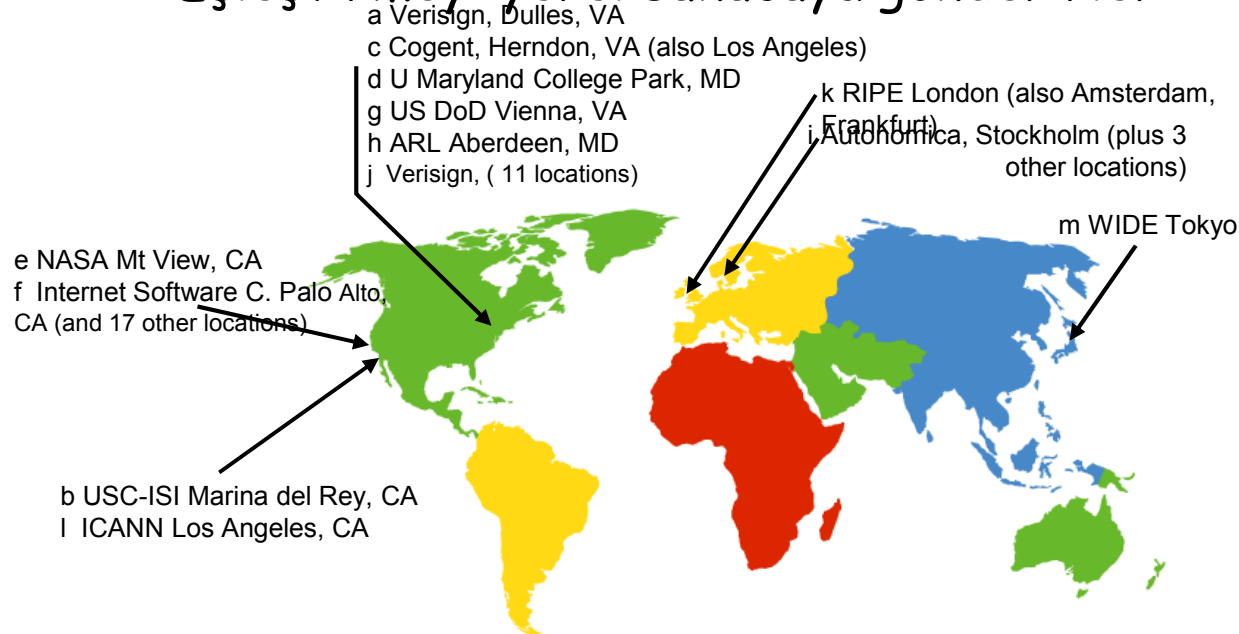 a Verisign, Dulles, VA
c Cogent, Herndon, VA (also Los Angeles)
d U Maryland College Park, MD
g US DoD Vienna, VA
h ARL Aberdeen, MD
j Verisign, ( 11 locations)
k RIPE London (also Amsterdam,
Frankfurt)
i Autonomica, Stockholm (plus 3
other locations)
m WIDE Tokyo
e NASA Mt View, CA
f Internet Software C. Palo Alto,
CA (and 17 other locations)
b USC-ISI Marina del Rey, CA
l ICANN Los Angeles, CA